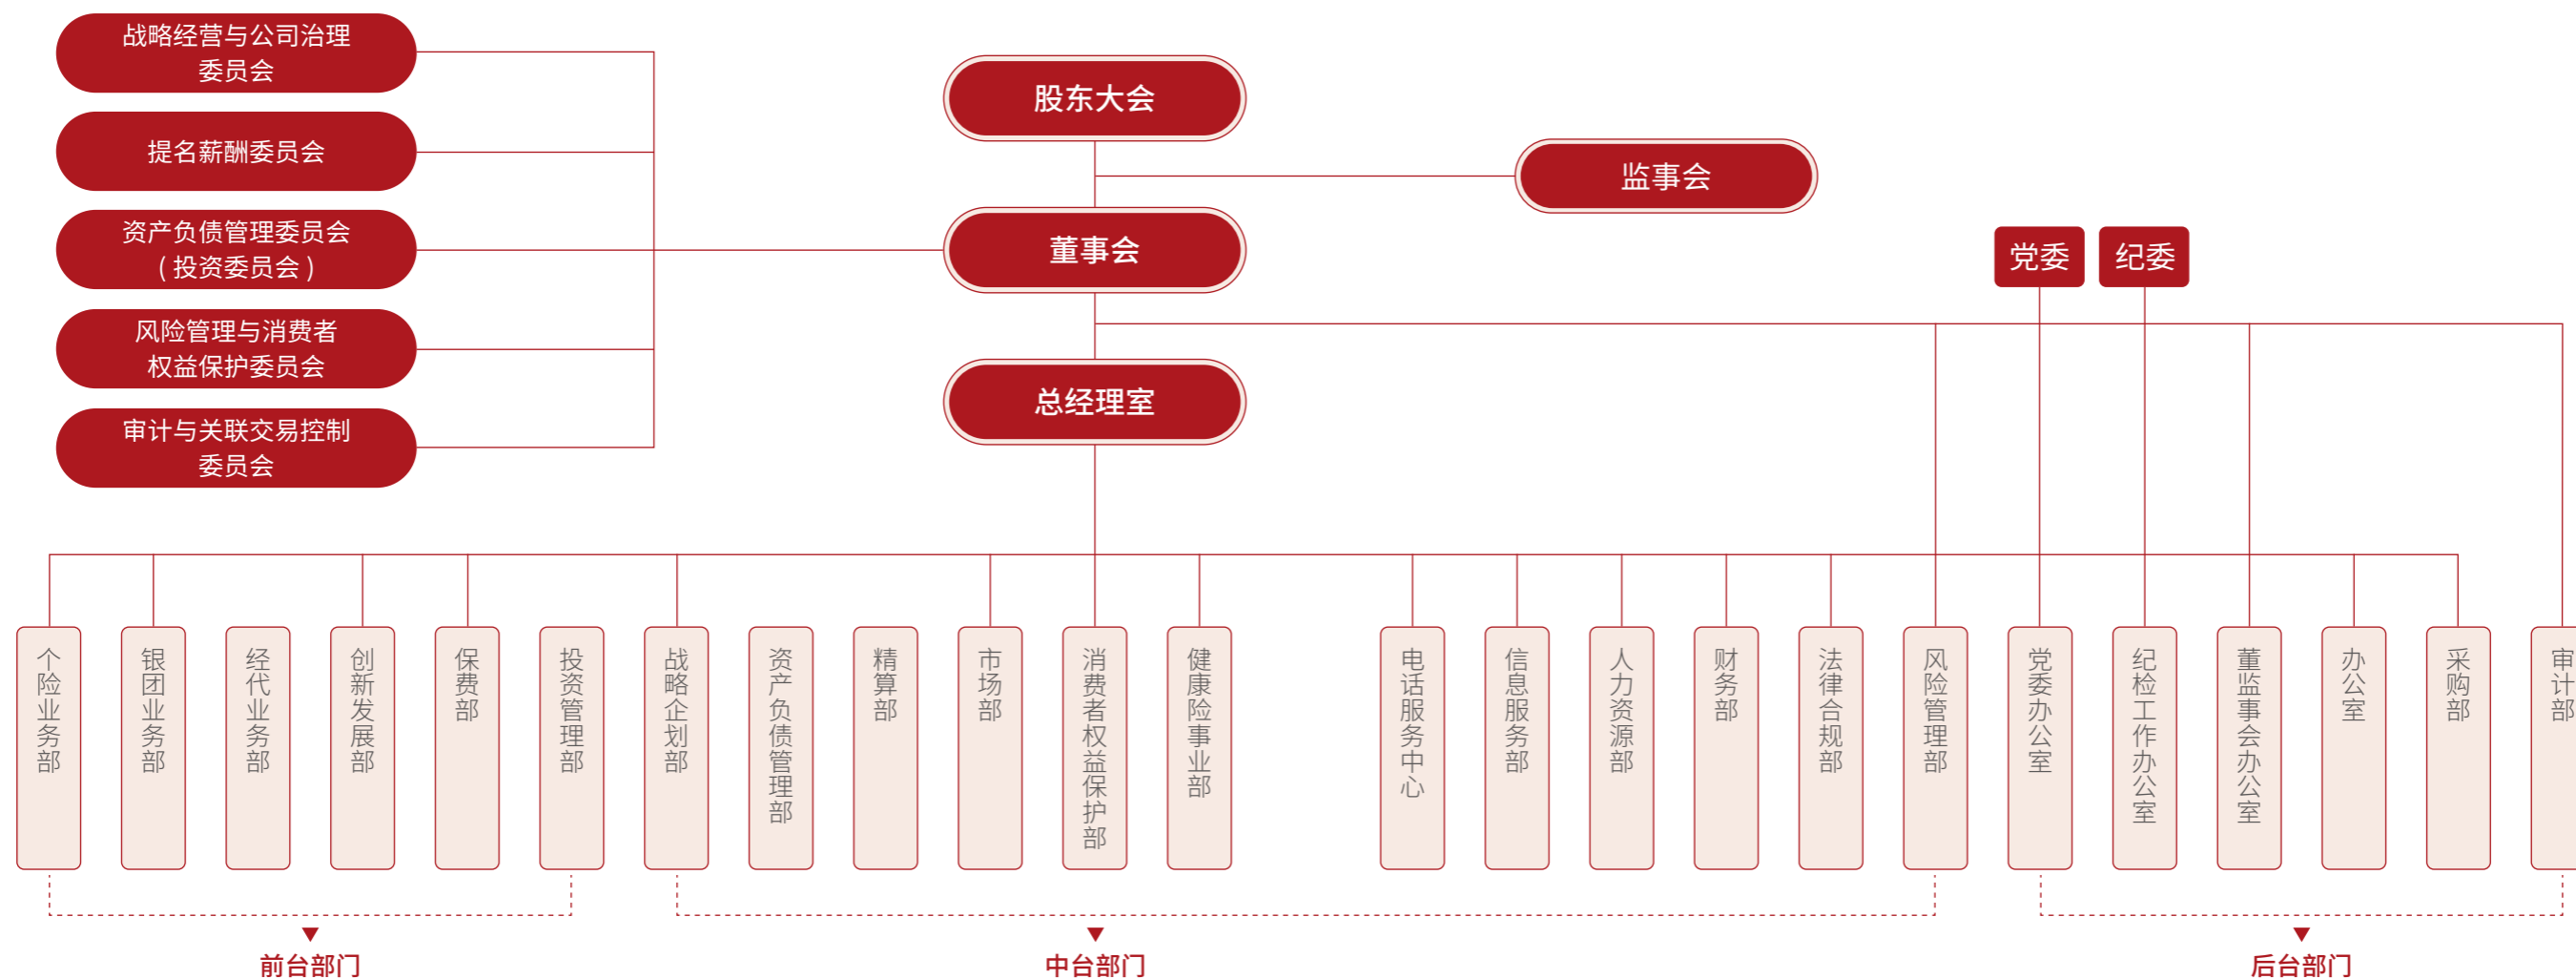 战略经营与公司治理
委员会
提名薪酬委员会
资产负债管理委员会
（投资委员会）
风险管理与消费者
权益保护委员会
审计与关联交易控制
委员会
股东大会
监事会
董事会
党委
纪委
总经理室
个险业务部
银团业务部
经代业务部
创新发展部
保费部
投资管理部
战略企划部
资产负债管理部
精算部
市场部
消费者权益保护部
健康险事业部
电话服务中心
信息服务部
人力资源部
财务部
法律合规部
风险管理部
党委办公室
纪检工作办公室
董监事会办公室
办公室
采购部
审计部
前台部门
中台部门
后台部门